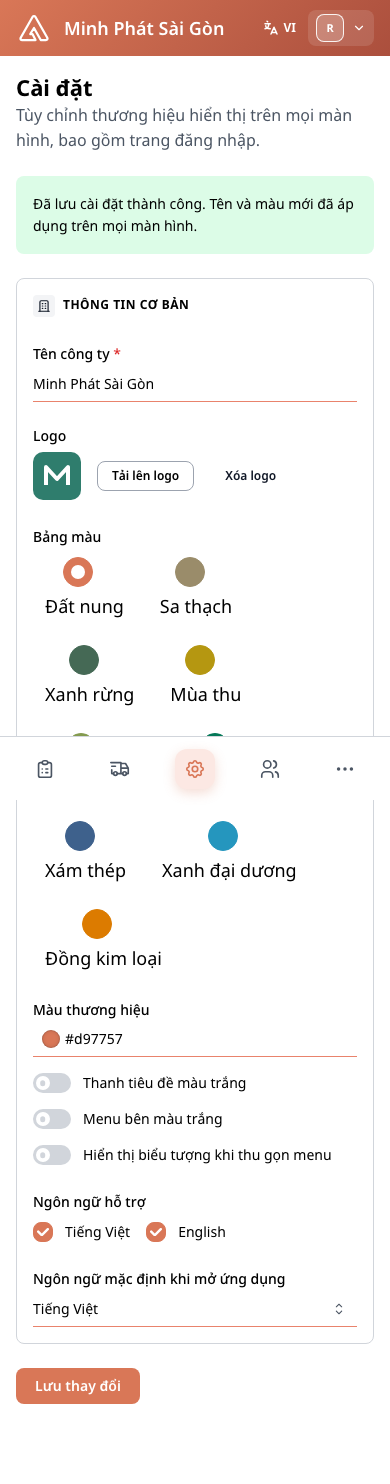 Minh Phát Sài Gòn
VI
R
Cài đặt
Tùy chỉnh thương hiệu hiển thị trên mọi màn
hình, bao gồm trang đăng nhập.
Đã lưu cài đặt thành công. Tên và màu mới đã áp
dụng trên mọi màn hình.
THÔNG TIN CƠ BẢN
Tên công ty *
Minh Phát Sài Gòn
Logo
M
Tải lên logo
Xóa logo
Bảng màu
Đất nung
Sa thạch
Xanh rừng
Mùa thu
Xám thép
Xanh đại dương
Đồng kim loại
Màu thương hiệu
#d97757
Thanh tiêu đề màu trắng
Menu bên màu trắng
Hiển thị biểu tượng khi thu gọn menu
Ngôn ngữ hỗ trợ
Tiếng Việt
English
Ngôn ngữ mặc định khi mở ứng dụng
Tiếng Việt
Lưu thay đổi